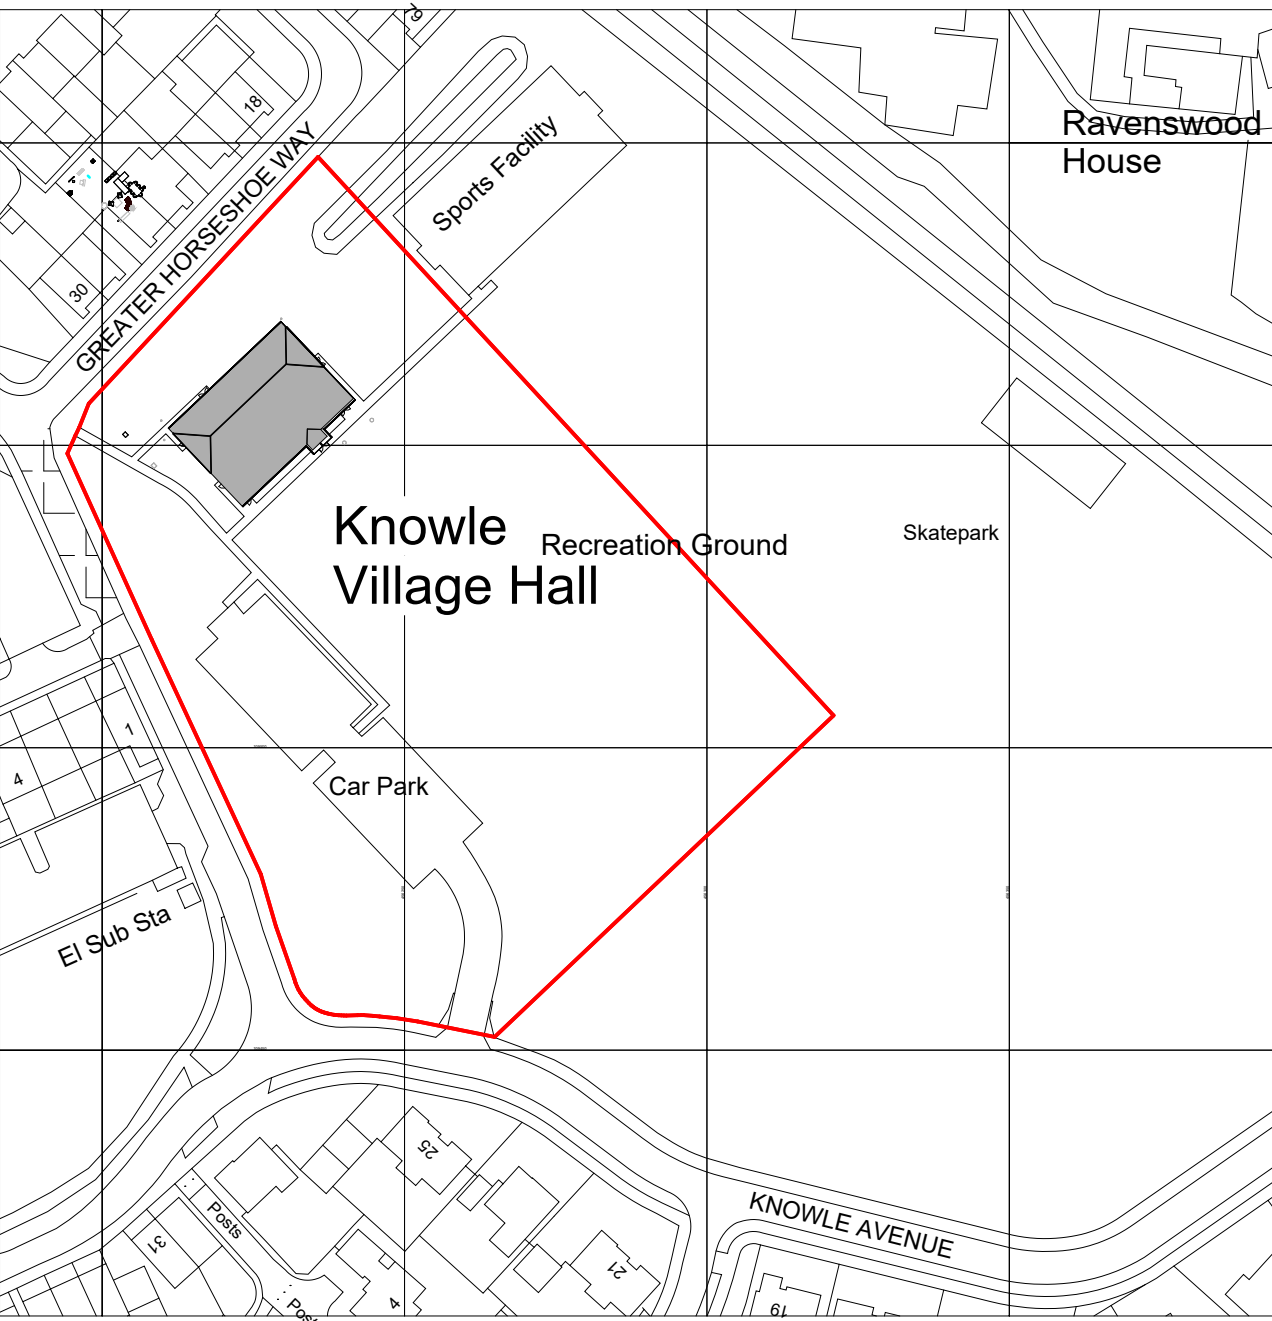 79
18
Ravenswood
House
Sports Facility
GREATER HORSESHOE WAY
30
Knowle
Village Hall
Recreation Ground
Skatepark
1
4
Car Park
El Sub Sta
25
KNOWLE AVENUE
Posts
31
21
4
19